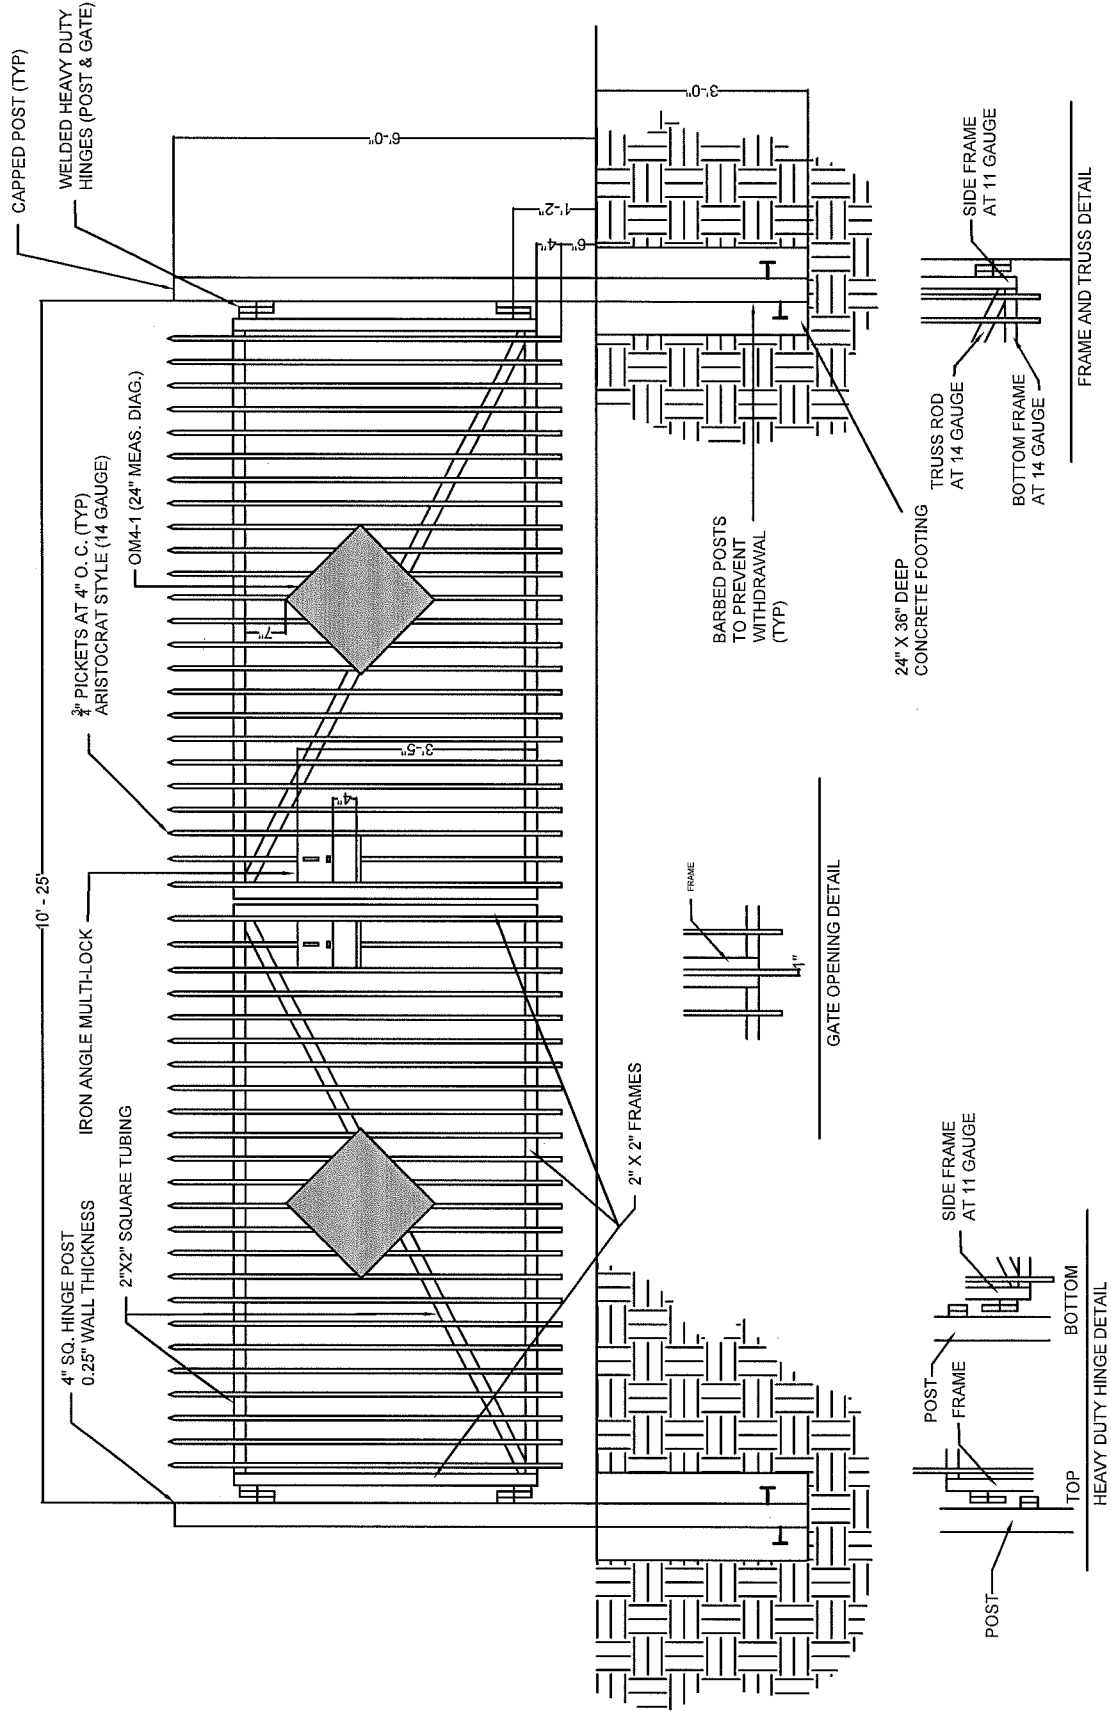 CAPPED POST (TYP)
WELDED HEAVY DUTY
HINGES (POST & GATE)
10' - 25'
4" SQ. HINGE POST
0.25" WALL THICKNESS
2"X2" SQUARE TUBING
IRON ANGLE MULTI-LOCK
3/4" PICKETS AT 4" O. C. (TYP)
ARISTOCRAT STYLE (14 GAUGE)
OM4-1 (24" MEAS. DIAG.)
7"
3'-5"
4"
6'-0"
1'-2"
4"
6"
3'-0"
2" X 2" FRAMES
BARBED POSTS
TO PREVENT
WITHDRAWAL
(TYP)
24" X 36" DEEP
CONCRETE FOOTING
POST
FRAME
TOP
POST
SIDE FRAME
AT 11 GAUGE
BOTTOM
HEAVY DUTY HINGE DETAIL
FRAME
1"
GATE OPENING DETAIL
TRUSS ROD
AT 14 GAUGE
BOTTOM FRAME
AT 14 GAUGE
SIDE FRAME
AT 11 GAUGE
FRAME AND TRUSS DETAIL